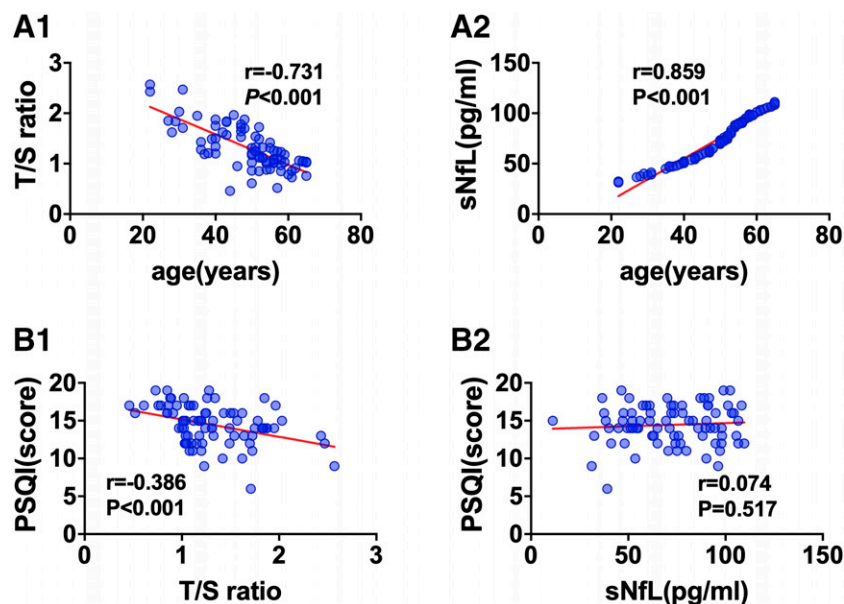 A1
r=-0.731
P<0.001
T/S ratio
3
2
1
0
0 20 40 60 80
age(years)
A2
r=0.859
P<0.001
sNfL(pg/ml)
150
100
50
0
0 20 40 60 80
age(years)
B1
PSQI(score)
20
15
10
5
0
r=-0.386
P<0.001
0 1 2 3
T/S ratio
B2
PSQI(score)
20
15
10
5
0
r=0.074
P=0.517
50 100 150
sNfL(pg/ml)